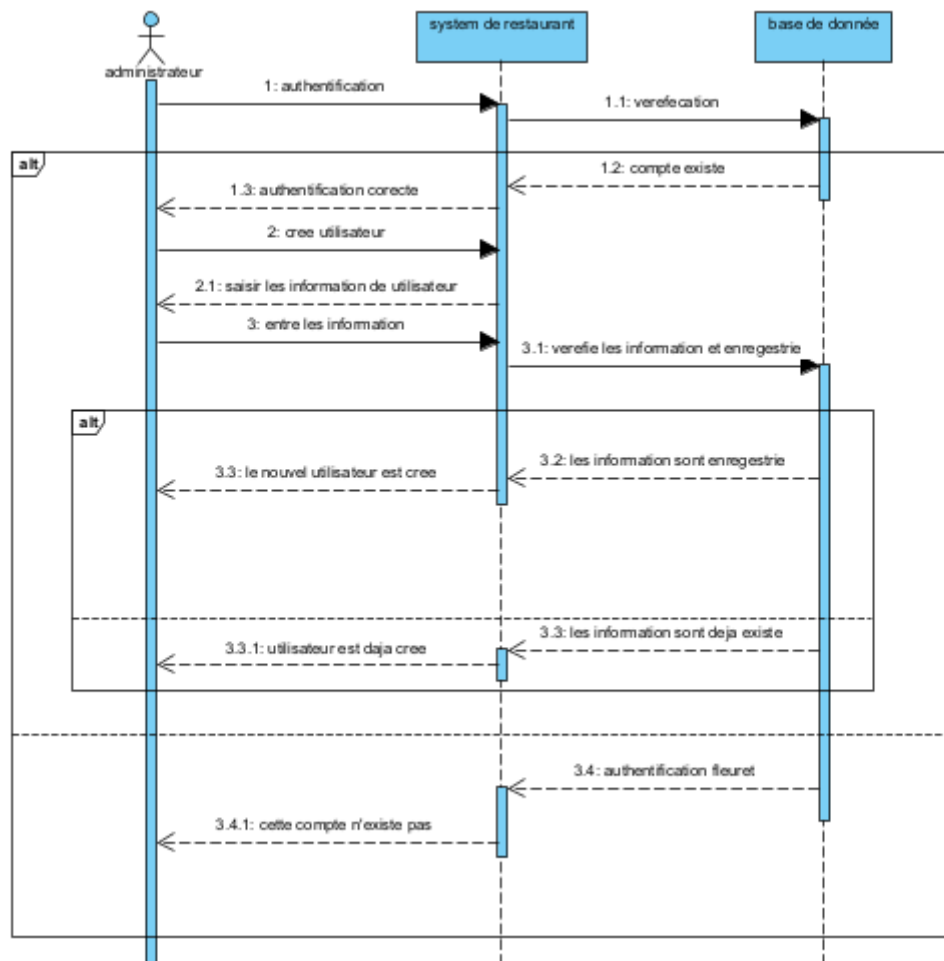 system de restaurant
base de donnée
administrateur
1: authentification
1.1: verefecation
alt
1.2: compte existe
1.3: authentification corecte
2: cree utilisateur
2.1: saisir les information de utilisateur
3: entre les information
3.1: verefie les information et enregestrie
alt
3.2: les information sont enregestrie
3.3: le nouvel utilisateur est cree
3.3: les information sont deja existe
3.3.1: utilisateur est daja cree
3.4: authentification fleuret
3.4.1: cette compte n'existe pas